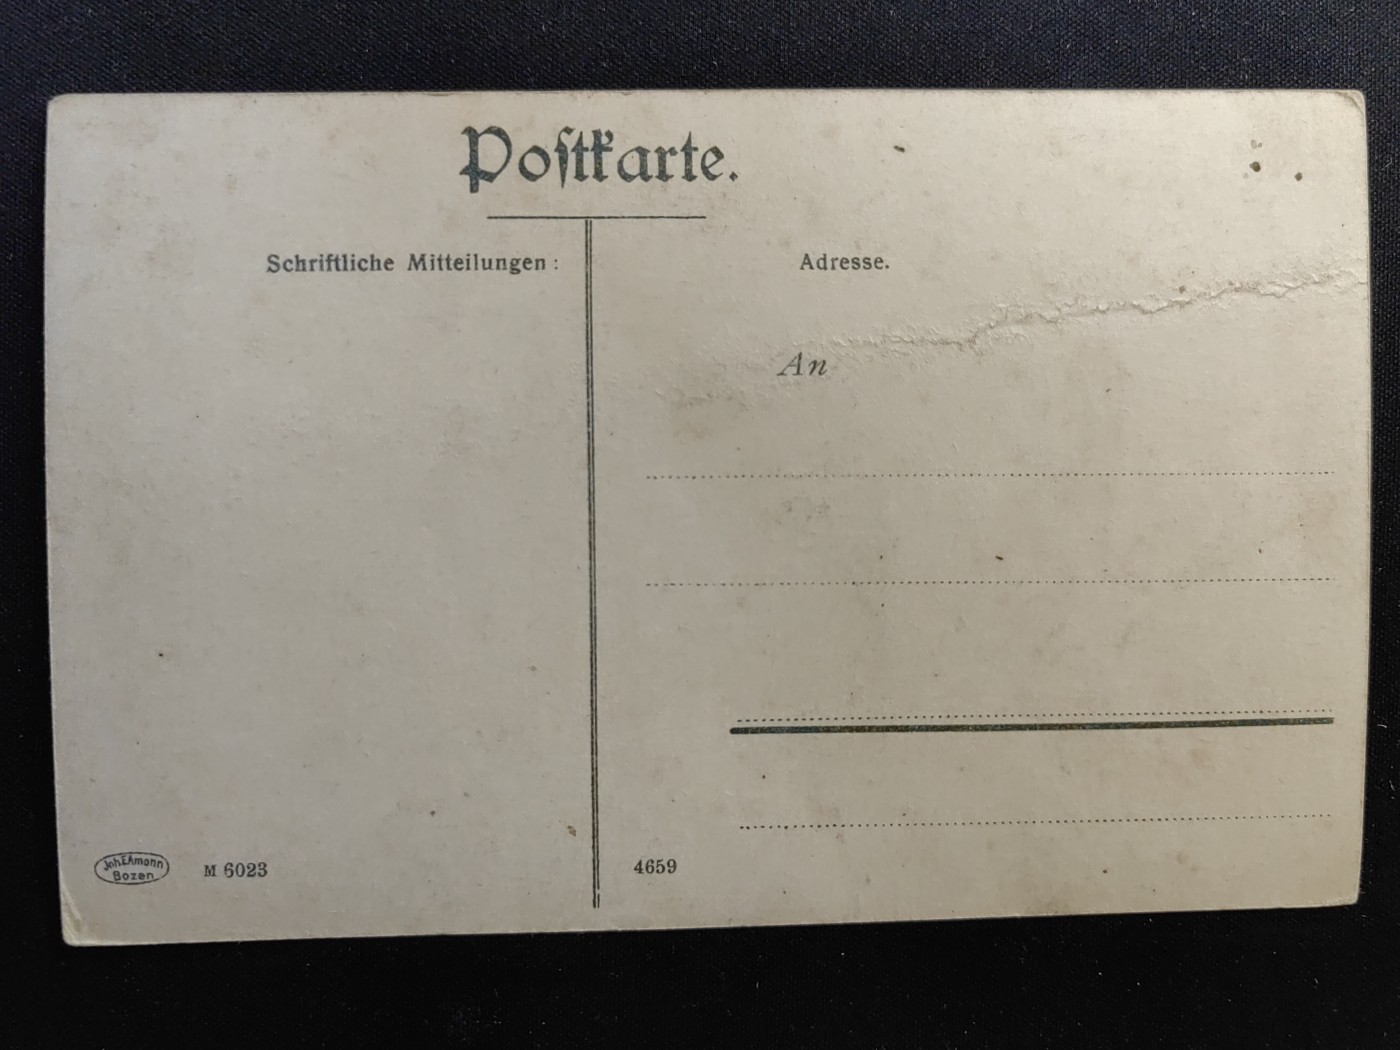 Poſtkarte.
Schriftliche Mitteilungen :
Adresse.
An
Joh.F.Amonn
Bozen
M 6023
4659